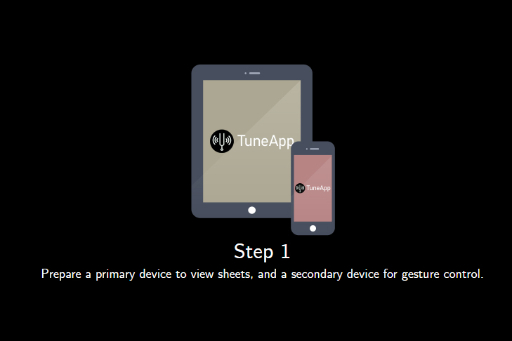 TuneApp
TuneApp
Step 1
Prepare a primary device to view sheets, and a secondary device for gesture control.